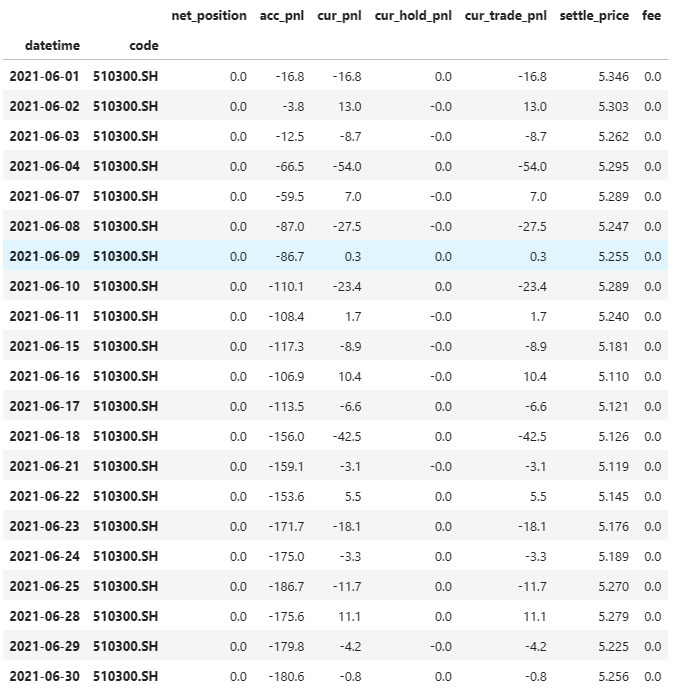 net_position acc_pnl cur_pnl cur_hold_pnl cur_trade_pnl settle_price fee
datetime code
2021-06-01 510300.SH 0.0 -16.8 -16.8 0.0 -16.8 5.346 0.0
2021-06-02 510300.SH 0.0 -3.8 13.0 -0.0 13.0 5.303 0.0
2021-06-03 510300.SH 0.0 -12.5 -8.7 -0.0 -8.7 5.262 0.0
2021-06-04 510300.SH 0.0 -66.5 -54.0 0.0 -54.0 5.295 0.0
2021-06-07 510300.SH 0.0 -59.5 7.0 -0.0 7.0 5.289 0.0
2021-06-08 510300.SH 0.0 -87.0 -27.5 -0.0 -27.5 5.247 0.0
2021-06-09 510300.SH 0.0 -86.7 0.3 0.0 0.3 5.255 0.0
2021-06-10 510300.SH 0.0 -110.1 -23.4 0.0 -23.4 5.289 0.0
2021-06-11 510300.SH 0.0 -108.4 1.7 -0.0 1.7 5.240 0.0
2021-06-15 510300.SH 0.0 -117.3 -8.9 -0.0 -8.9 5.181 0.0
2021-06-16 510300.SH 0.0 -106.9 10.4 -0.0 10.4 5.110 0.0
2021-06-17 510300.SH 0.0 -113.5 -6.6 0.0 -6.6 5.121 0.0
2021-06-18 510300.SH 0.0 -156.0 -42.5 0.0 -42.5 5.126 0.0
2021-06-21 510300.SH 0.0 -159.1 -3.1 -0.0 -3.1 5.119 0.0
2021-06-22 510300.SH 0.0 -153.6 5.5 0.0 5.5 5.145 0.0
2021-06-23 510300.SH 0.0 -171.7 -18.1 0.0 -18.1 5.176 0.0
2021-06-24 510300.SH 0.0 -175.0 -3.3 0.0 -3.3 5.189 0.0
2021-06-25 510300.SH 0.0 -186.7 -11.7 0.0 -11.7 5.270 0.0
2021-06-28 510300.SH 0.0 -175.6 11.1 0.0 11.1 5.279 0.0
2021-06-29 510300.SH 0.0 -179.8 -4.2 -0.0 -4.2 5.225 0.0
2021-06-30 510300.SH 0.0 -180.6 -0.8 0.0 -0.8 5.256 0.0